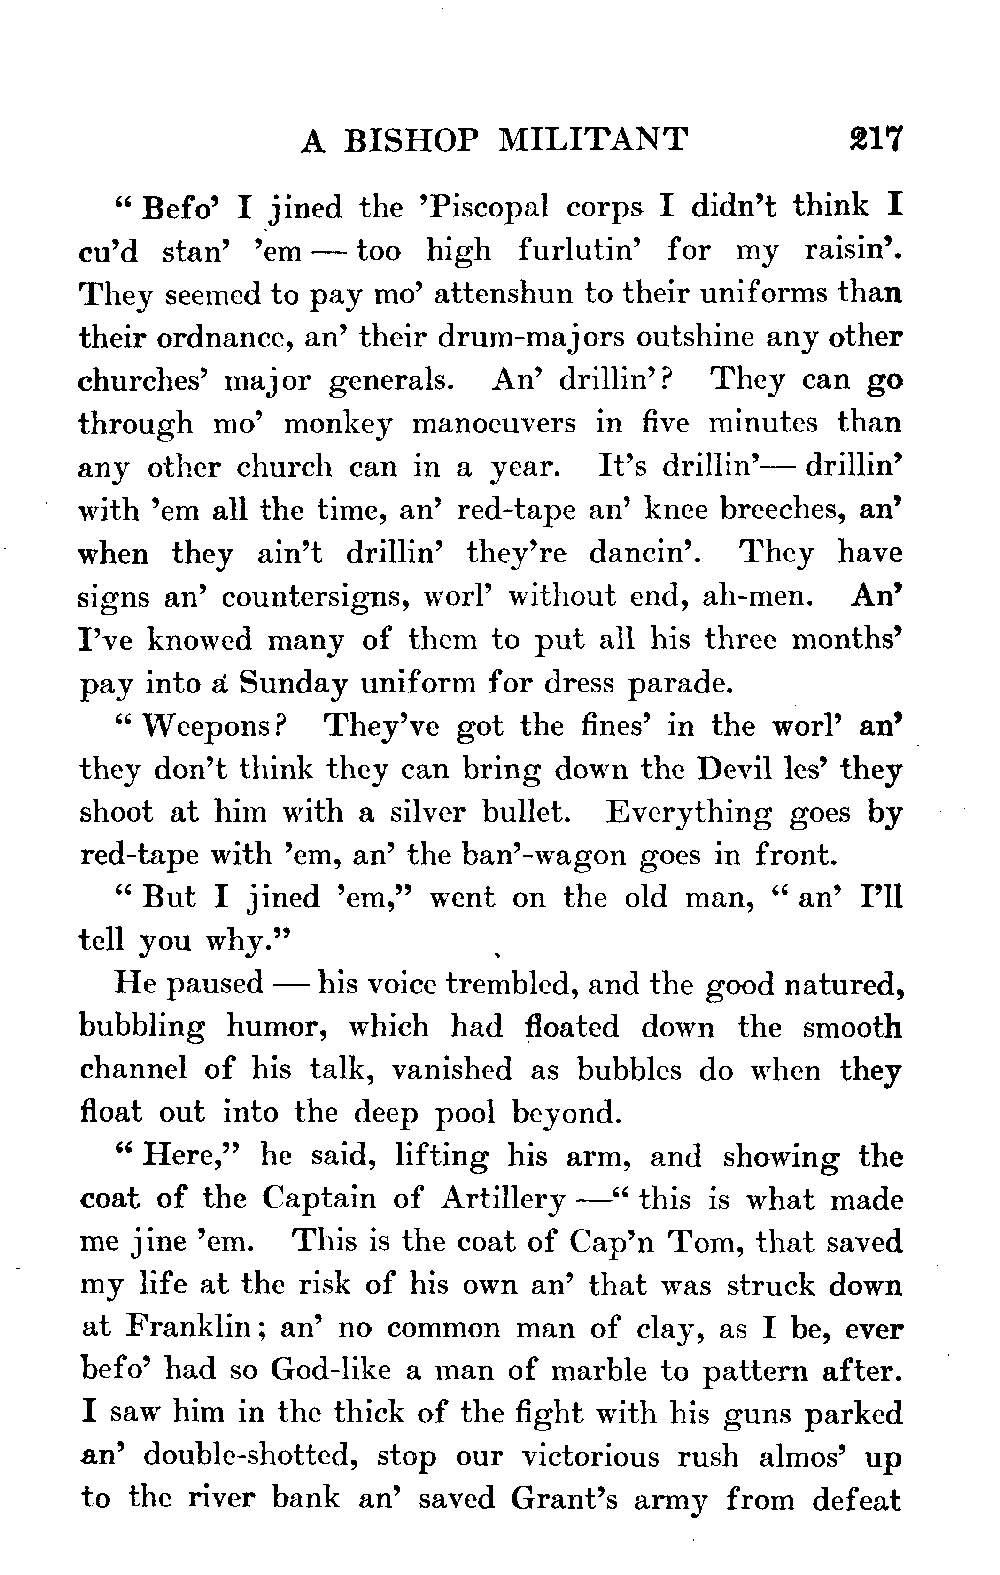 A BISHOP MILITANT 217
“ Befo’ I jined the ’Piscopal corps I didn’t think I
cu’d stan’ ’em — too high furlutin’ for my raisin’.
They seemed to pay mo’ attenshun to their uniforms than
their ordnance, an’ their drum-majors outshine any other
churches’ major generals. An’ drillin’? They can go
through mo’ monkey manoeuvers in five minutes than
any other church can in a year. It’s drillin’— drillin’
with ’em all the time, an’ red-tape an’ knee breeches, an’
when they ain’t drillin’ they’re dancin’. They have
signs an’ countersigns, worl’ without end, ah-men. An’
I’ve knowed many of them to put all his three months’
pay into a Sunday uniform for dress parade.
“ Weepons? They’ve got the fines’ in the worl’ an’
they don’t think they can bring down the Devil les’ they
shoot at him with a silver bullet. Everything goes by
red-tape with ’em, an’ the ban’-wagon goes in front.
“ But I jined ’em,” went on the old man, “ an’ I’ll
tell you why.”
He paused — his voice trembled, and the good natured,
bubbling humor, which had floated down the smooth
channel of his talk, vanished as bubbles do when they
float out into the deep pool beyond.
“ Here,” he said, lifting his arm, and showing the
coat of the Captain of Artillery —“ this is what made
me jine ’em. This is the coat of Cap’n Tom, that saved
my life at the risk of his own an’ that was struck down
at Franklin; an’ no common man of clay, as I be, ever
befo’ had so God-like a man of marble to pattern after.
I saw him in the thick of the fight with his guns parked
an’ double-shotted, stop our victorious rush almos’ up
to the river bank an’ saved Grant’s army from defeat